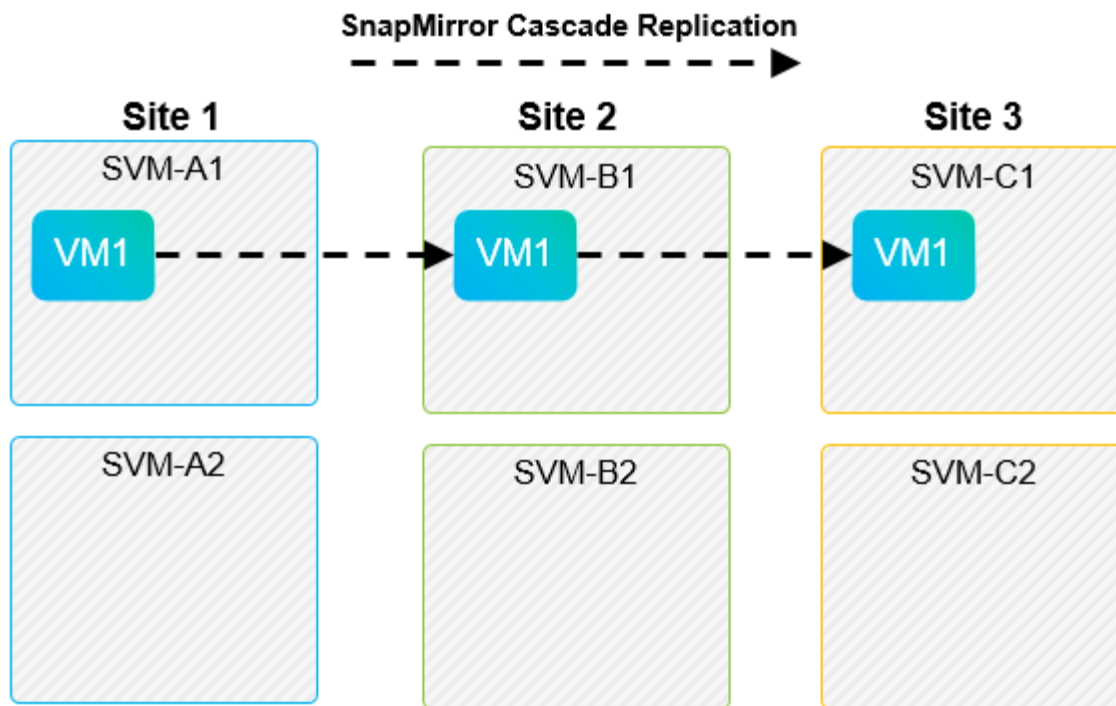 SnapMirror Cascade Replication
Site 1
Site 2
Site 3
SVM-A1
SVM-B1
SVM-C1
VM1
VM1
VM1
SVM-A2
SVM-B2
SVM-C2